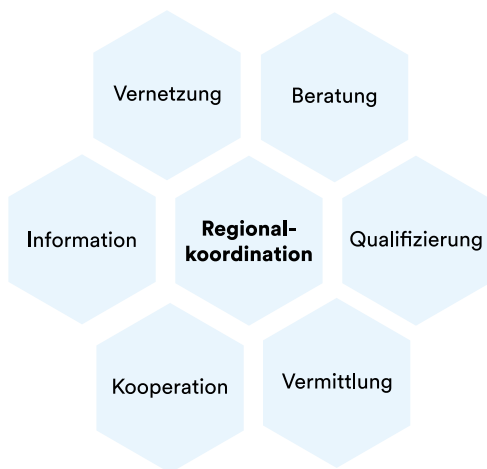 Vernetzung
Beratung
Information
Regional-
koordination
Qualifizierung
Kooperation
Vermittlung